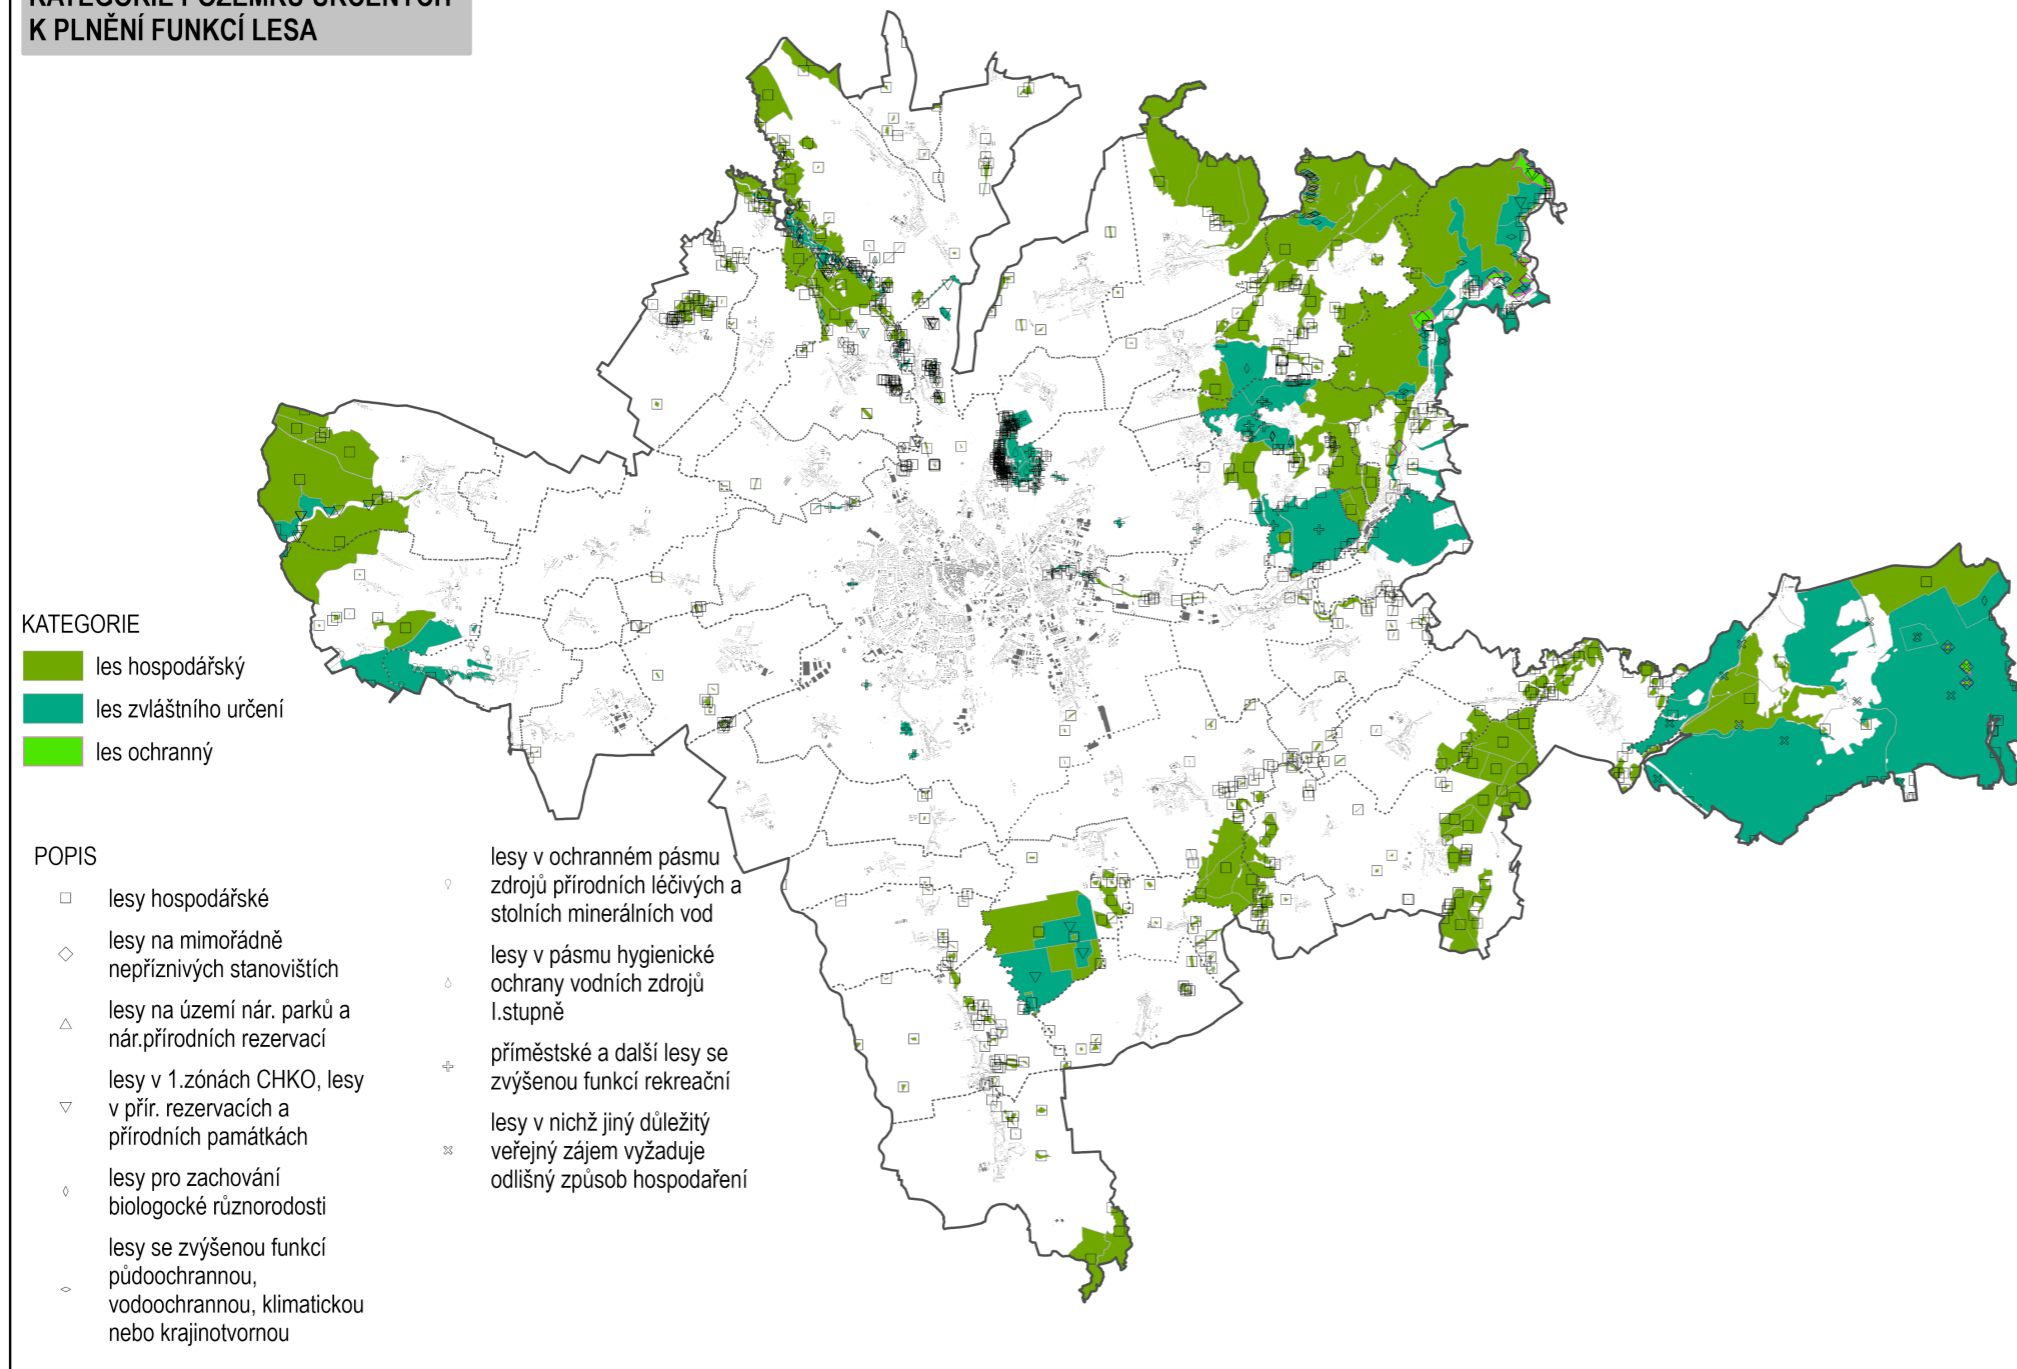 KATEGORIE POZEMKŮ URČENÝCH
K PLNĚNÍ FUNKCÍ LESA
KATEGORIE
les hospodářský
les zvláštního určení
les ochranný
POPIS
lesy hospodářské
lesy na mimořádně
nepříznivých stanovištích
lesy na území nár. parků a
nár.přírodních rezervací
lesy v 1.zónách CHKO, lesy
v přír. rezervacích a
přírodních památkách
lesy pro zachování
biologocké různorodosti
lesy se zvýšenou funkcí
půdoochrannou,
vodoochrannou, klimatickou
nebo krajinotvornou
lesy v ochranném pásmu
zdrojů přírodních léčivých a
stolních minerálních vod
lesy v pásmu hygienické
ochrany vodních zdrojů
I.stupně
příměstské a další lesy se
zvýšenou funkcí rekreační
lesy v nichž jiný důležitý
veřejný zájem vyžaduje
odlišný způsob hospodaření